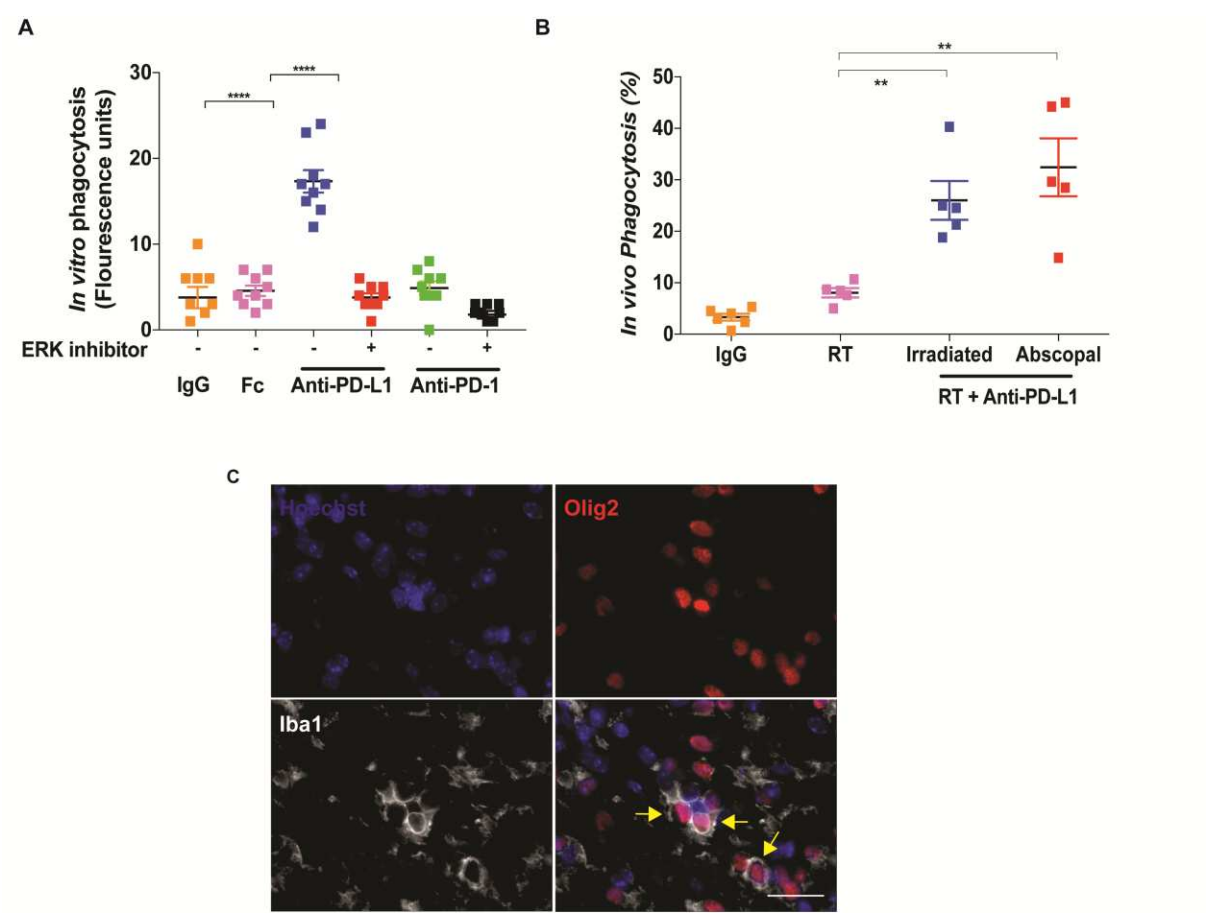 A
In vitro phagocytosis
(Flourescence units)
30
20
10
0
****
****
ERK inhibitor - - - + - +
IgG Fc Anti-PD-L1 Anti-PD-1
B
In vivo Phagocytosis (%)
50
40
30
20
10
0
**
**
IgG RT Irradiated Abscopal
RT + Anti-PD-L1
C
Hoechst
Olig2
Iba1